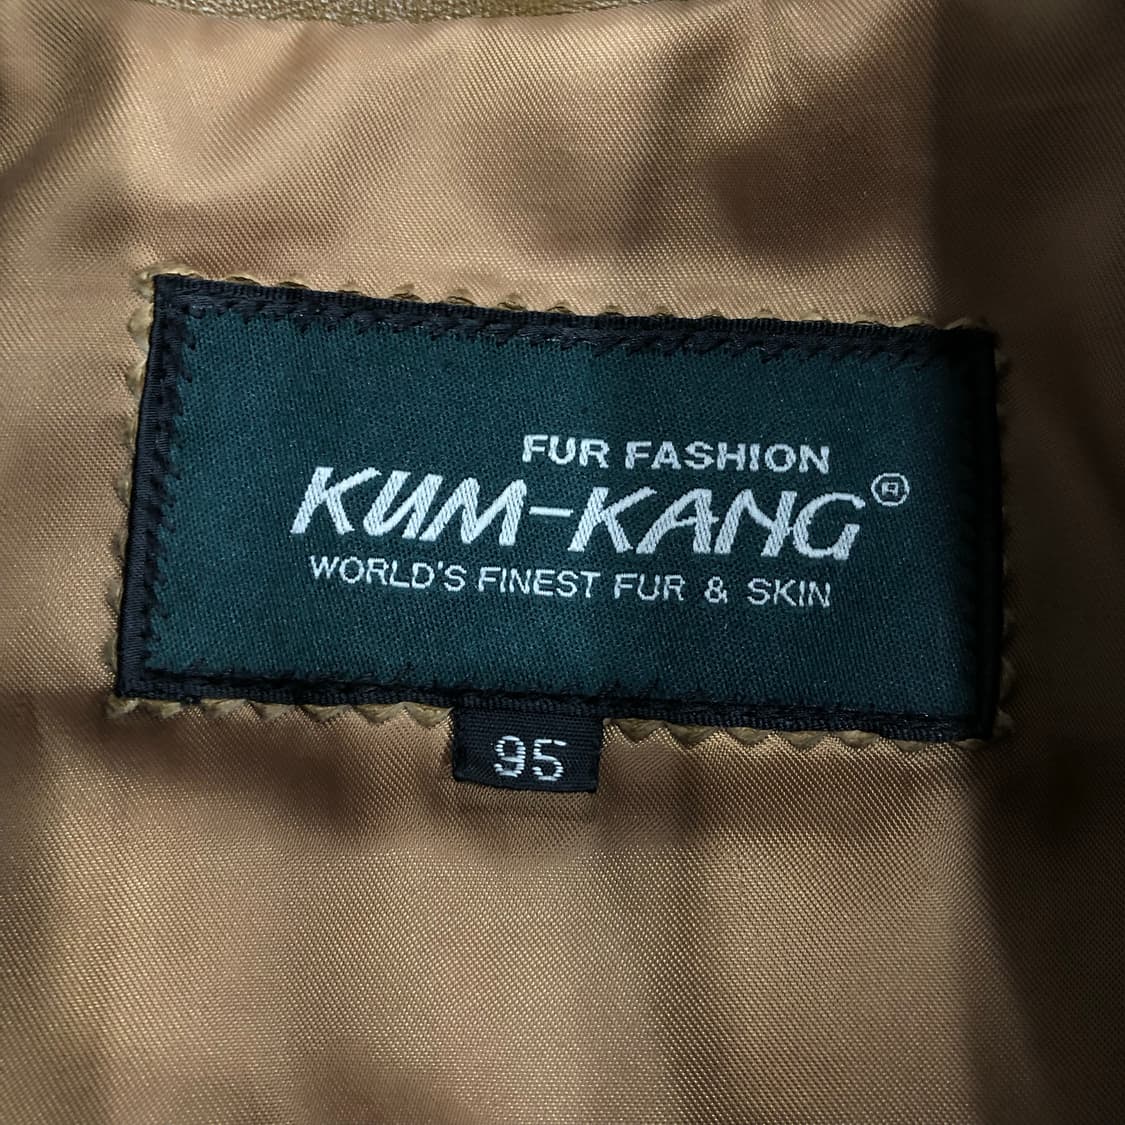 FUR FASHION
KUM-KANG®
WORLD'S FINEST FUR & SKIN
95